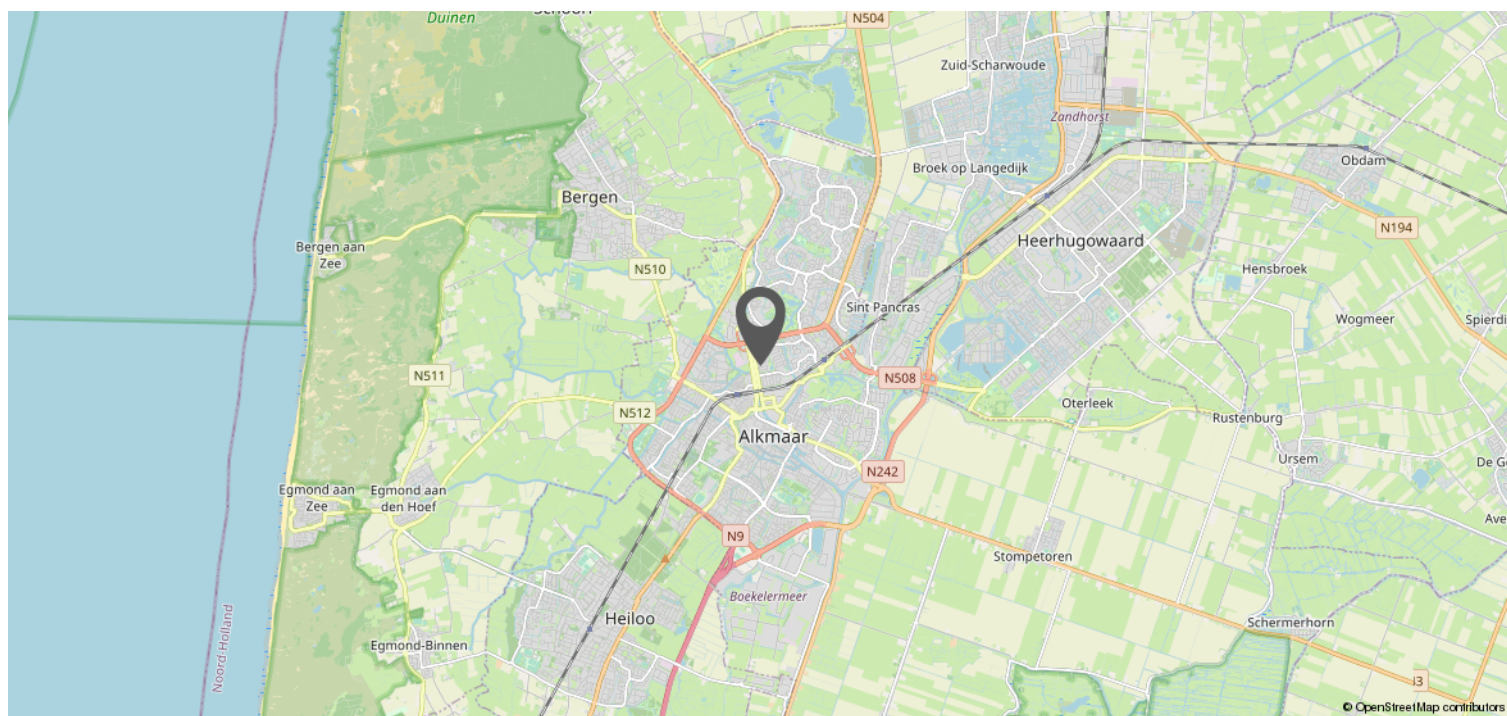 Duinen
N504
Zuid-Scharwoude
Zandhorst
Broek op Langedijk
Obdam
Bergen
N194
Bergen aan
Zee
Heerhugowaard
N510
Hensbroek
Sint Pancras
Wogmeer
N511
N508
N512
Oterleek
Rustenburg
Alkmaar
Ursem
N242
Egmond aan
Zee
Egmond aan
den Hoef
N9
Stompetoren
Boekelermeer
Noord-Holland
Heiloo
Schermerhorn
Egmond-Binnen
© OpenStreetMap contributors